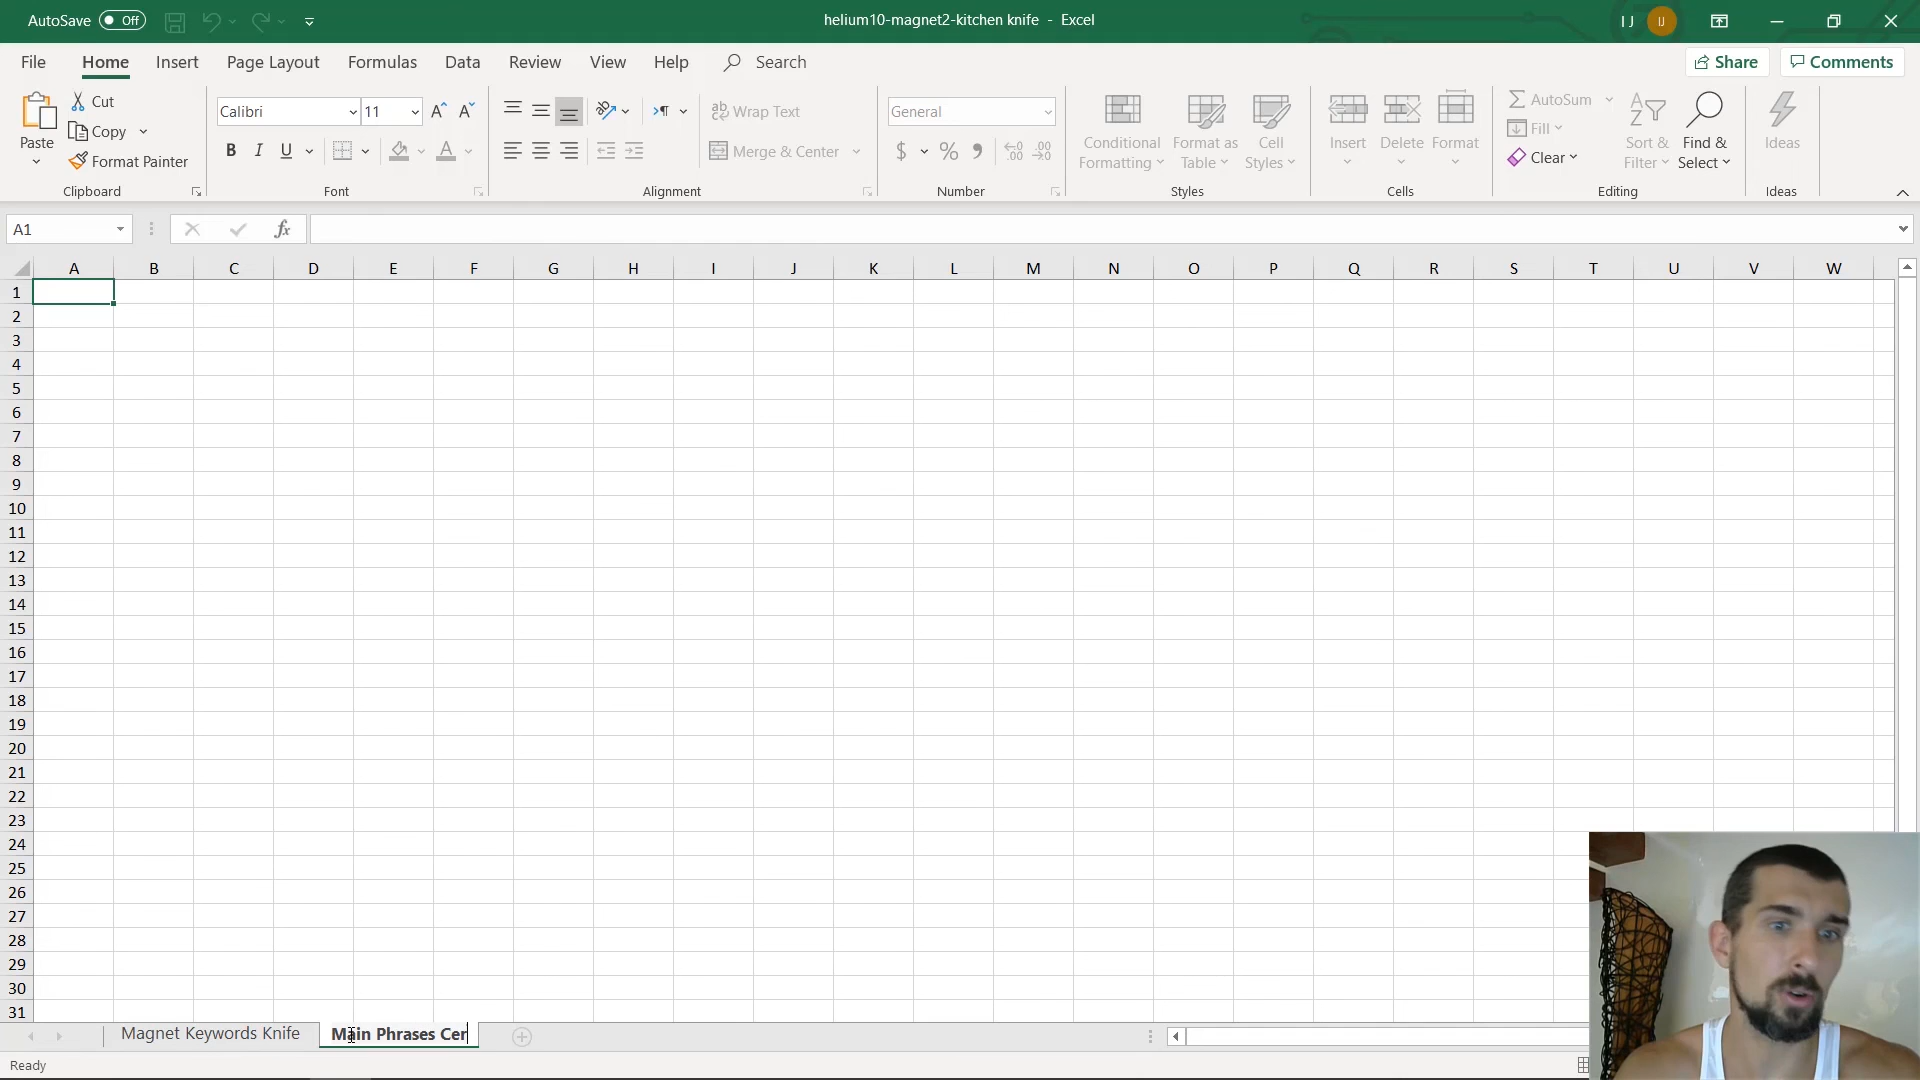 AutoSave Off
helium10-magnet2-kitchen knife - Excel
I J
IJ
File Home Insert Page Layout Formulas Data Review View Help Search
Share Comments
Paste
Cut
Copy
Format Painter
Clipboard
Calibri 11
B I U
Font
Wrap Text
Merge & Center
Alignment
General
$ % ,
Number
Conditional Formatting
Format as Table
Cell Styles
Styles
Insert Delete Format
Cells
AutoSum
Fill
Clear
Sort & Filter
Find & Select
Editing
Ideas
Ideas
A1
fx
A B C D E F G H I J K L M N O P Q R S T U V W
1
2
3
4
5
6
7
8
9
10
11
12
13
14
15
16
17
18
19
20
21
22
23
24
25
26
27
28
29
30
31
Magnet Keywords Knife Main Phrases Cer
Ready